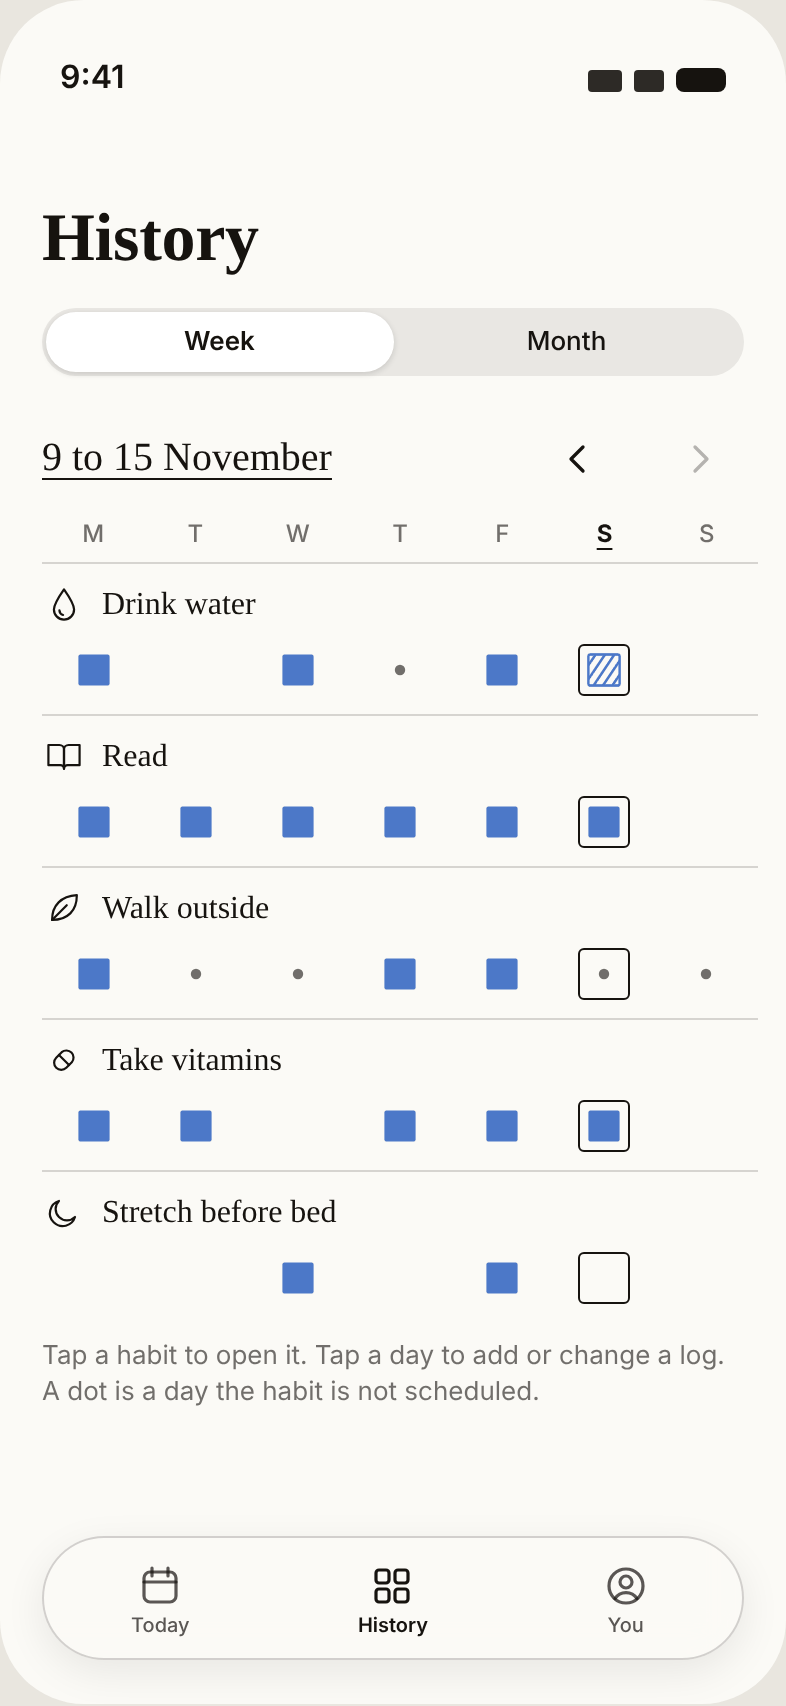 9:41
History
Week Month
9 to 15 November
M T W T F S S
Drink water
Read
Walk outside
Take vitamins
Stretch before bed
Tap a habit to open it. Tap a day to add or change a log.
A dot is a day the habit is not scheduled.
Today History You